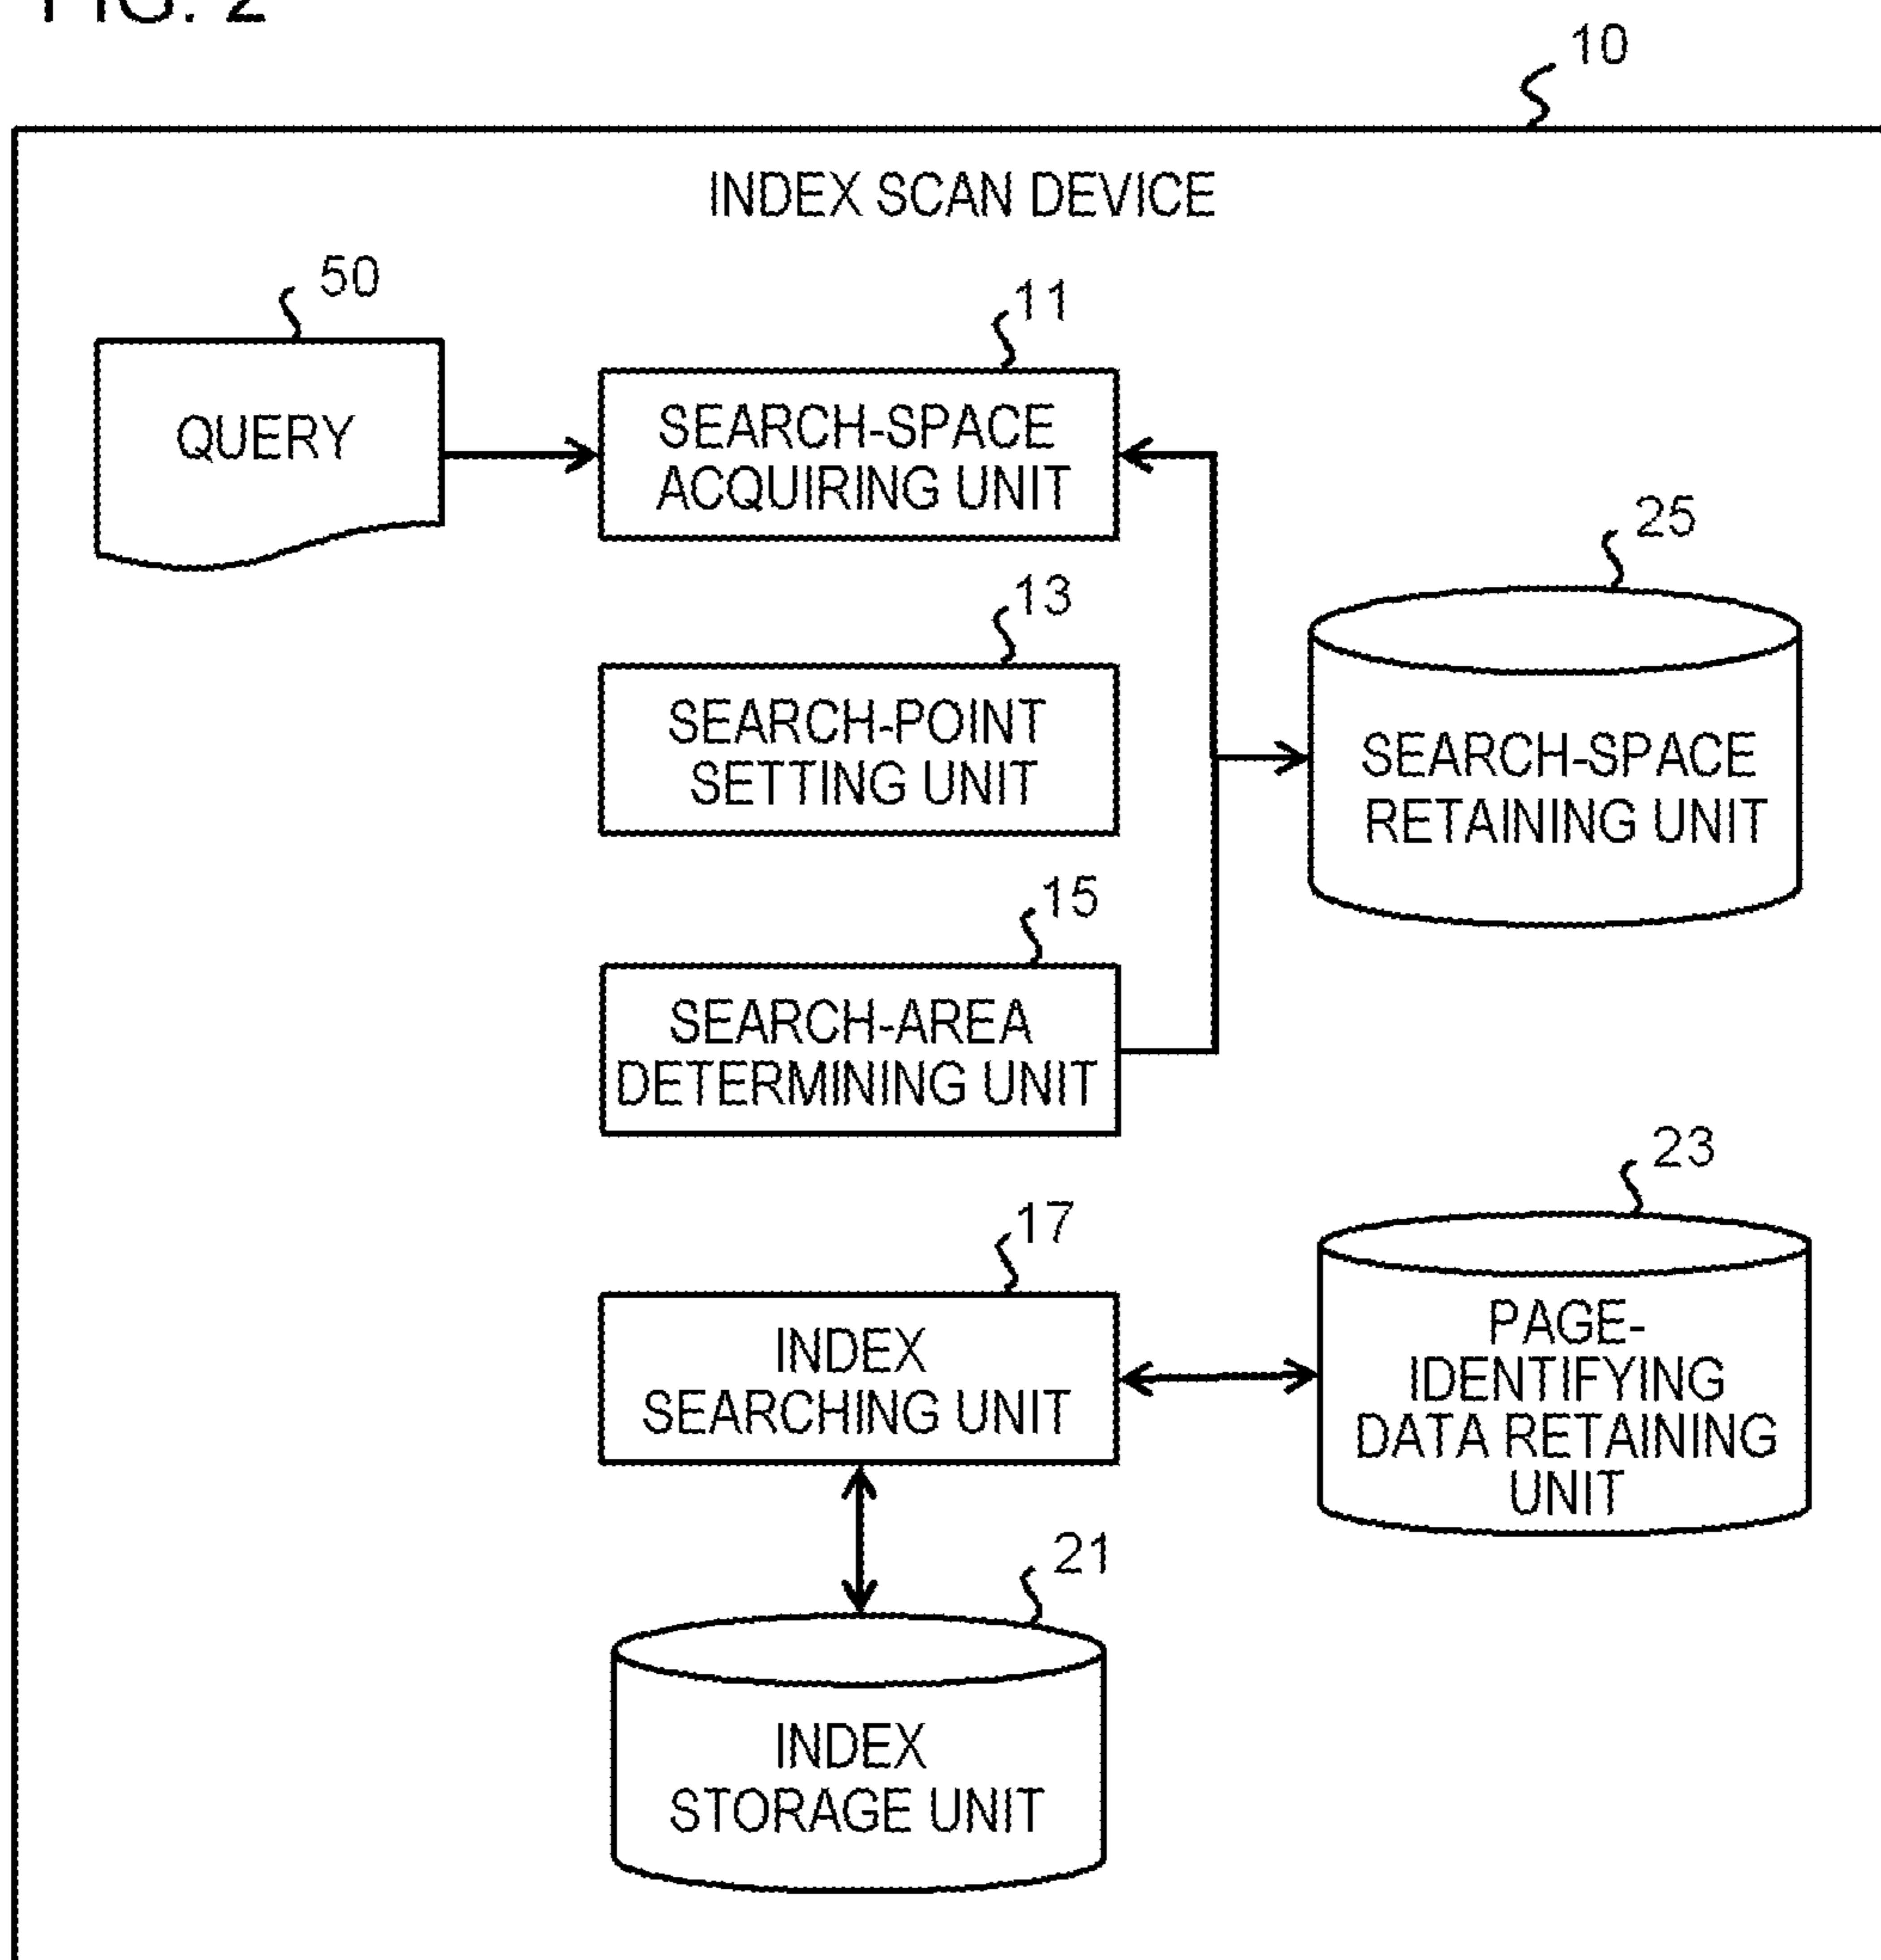 FIG. 2
10
INDEX SCAN DEVICE
50
QUERY
11
SEARCH-SPACE
ACQUIRING UNIT
13
SEARCH-POINT
SETTING UNIT
25
SEARCH-SPACE
RETAINING UNIT
15
SEARCH-AREA
DETERMINING UNIT
17
INDEX
SEARCHING UNIT
23
PAGE-
IDENTIFYING
DATA RETAINING
UNIT
21
INDEX
STORAGE UNIT